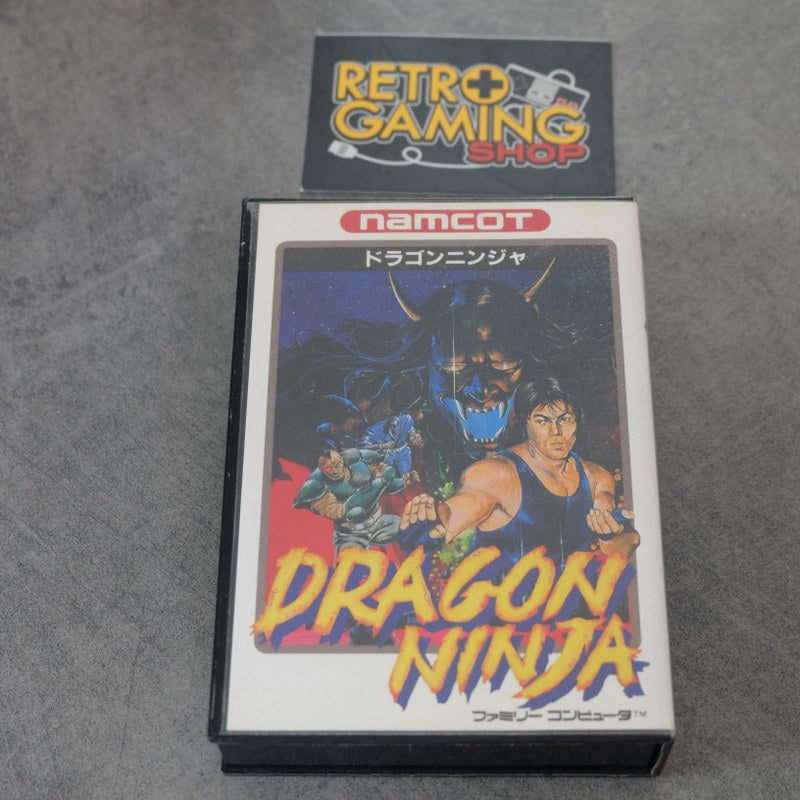 RETRO
GAMING
SHOP
namcoT
ドラゴンニンジャ
DRAGON
NINJA
ファミリー コンピュータ™